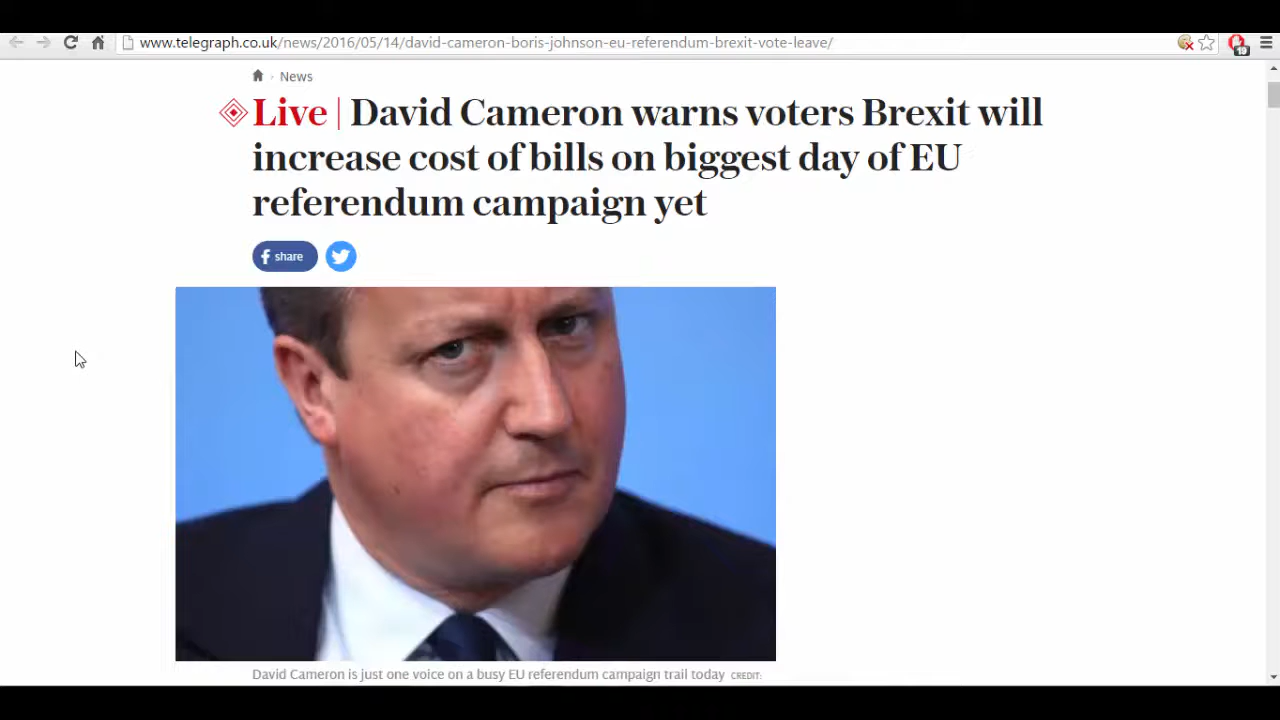 www.telegraph.co.uk/news/2016/05/14/david-cameron-boris-johnson-eu-referendum-brexit-vote-leave/
19
News
Live | David Cameron warns voters Brexit will
increase cost of bills on biggest day of EU
referendum campaign yet
f share
David Cameron is just one voice on a busy EU referendum campaign trail today CREDIT: